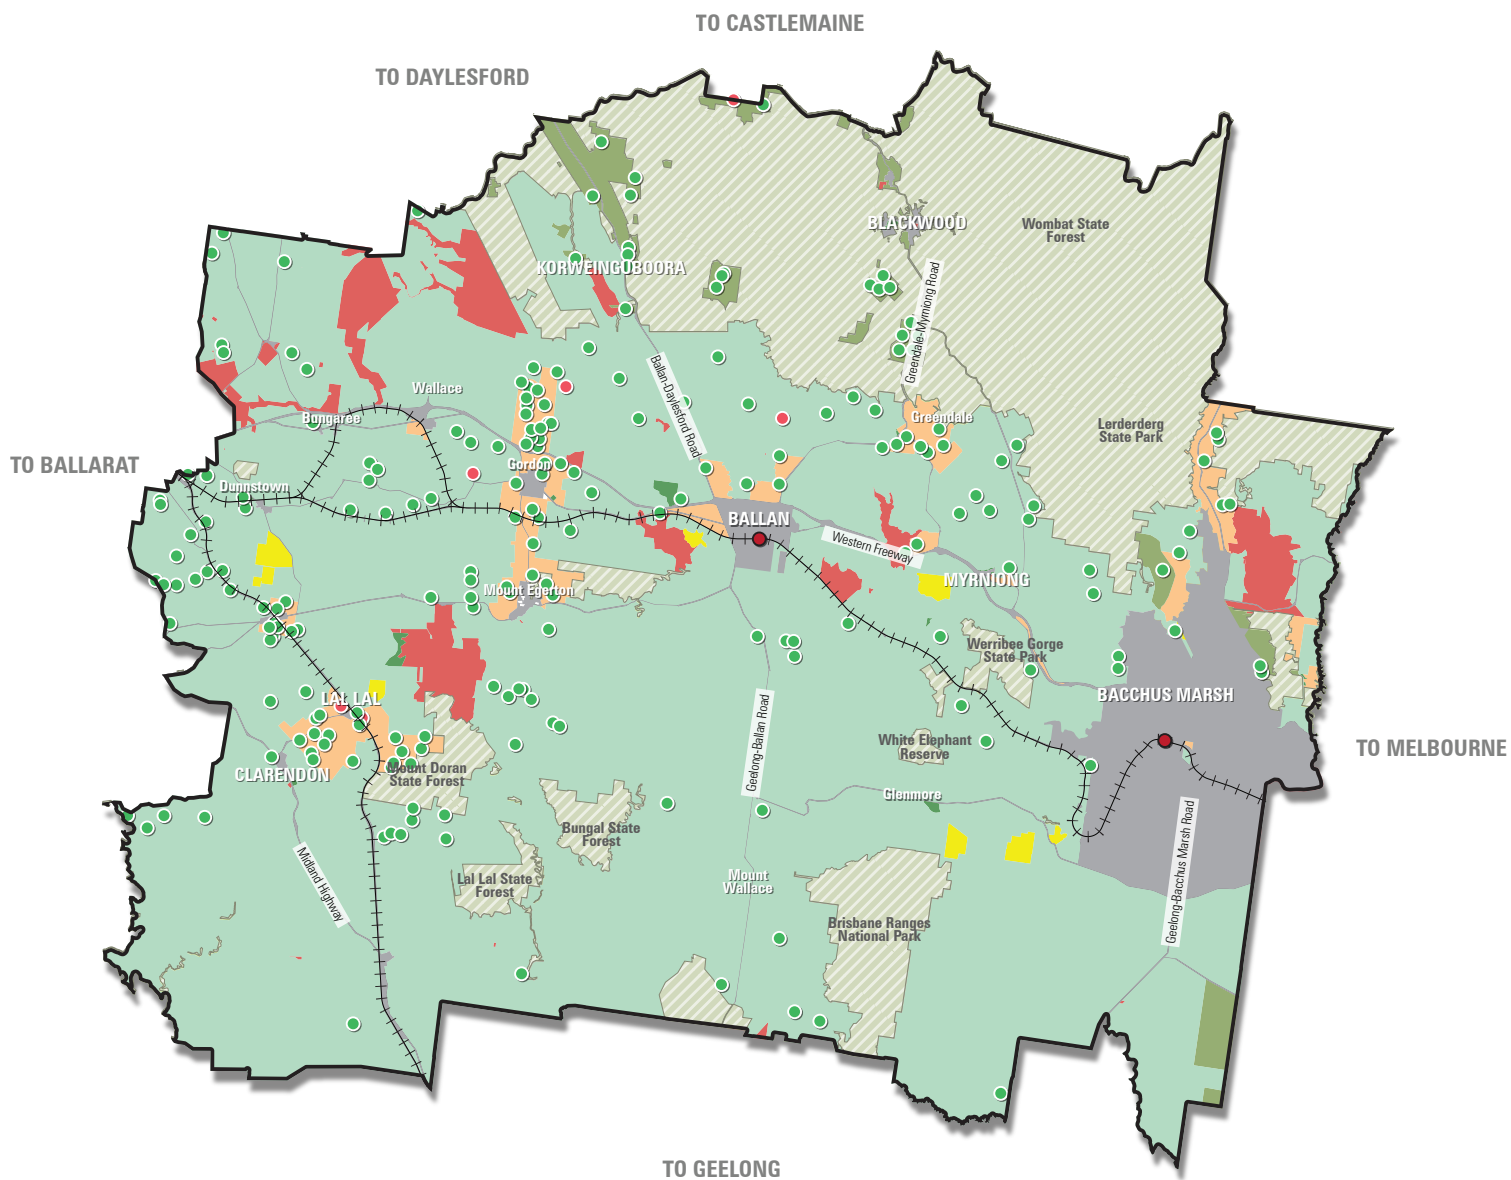 TO CASTLEMAINE
TO DAYLESFORD
BLACKWOOD
Wombat State
Forest
KORWEINGUBOORA
Greendale-Myrniong Road
Ballan-Daylesford Road
Wallace
Bungaree
Greendale
Lerderderg
State Park
TO BALLARAT
Gordon
Dunnstown
BALLAN
Western Freeway
MYRNIONG
Mount Egerton
Werribee Gorge
State Park
LAL LAL
BACCHUS MARSH
Geelong-Ballan Road
White Elephant
Reserve
TO MELBOURNE
CLARENDON
Mount Doran
State Forest
Glenmore
Geelong-Bacchus Marsh Road
Bungal State
Forest
Midland Highway
Lal Lal State
Forest
Mount
Wallace
Brisbane Ranges
National Park
TO GEELONG